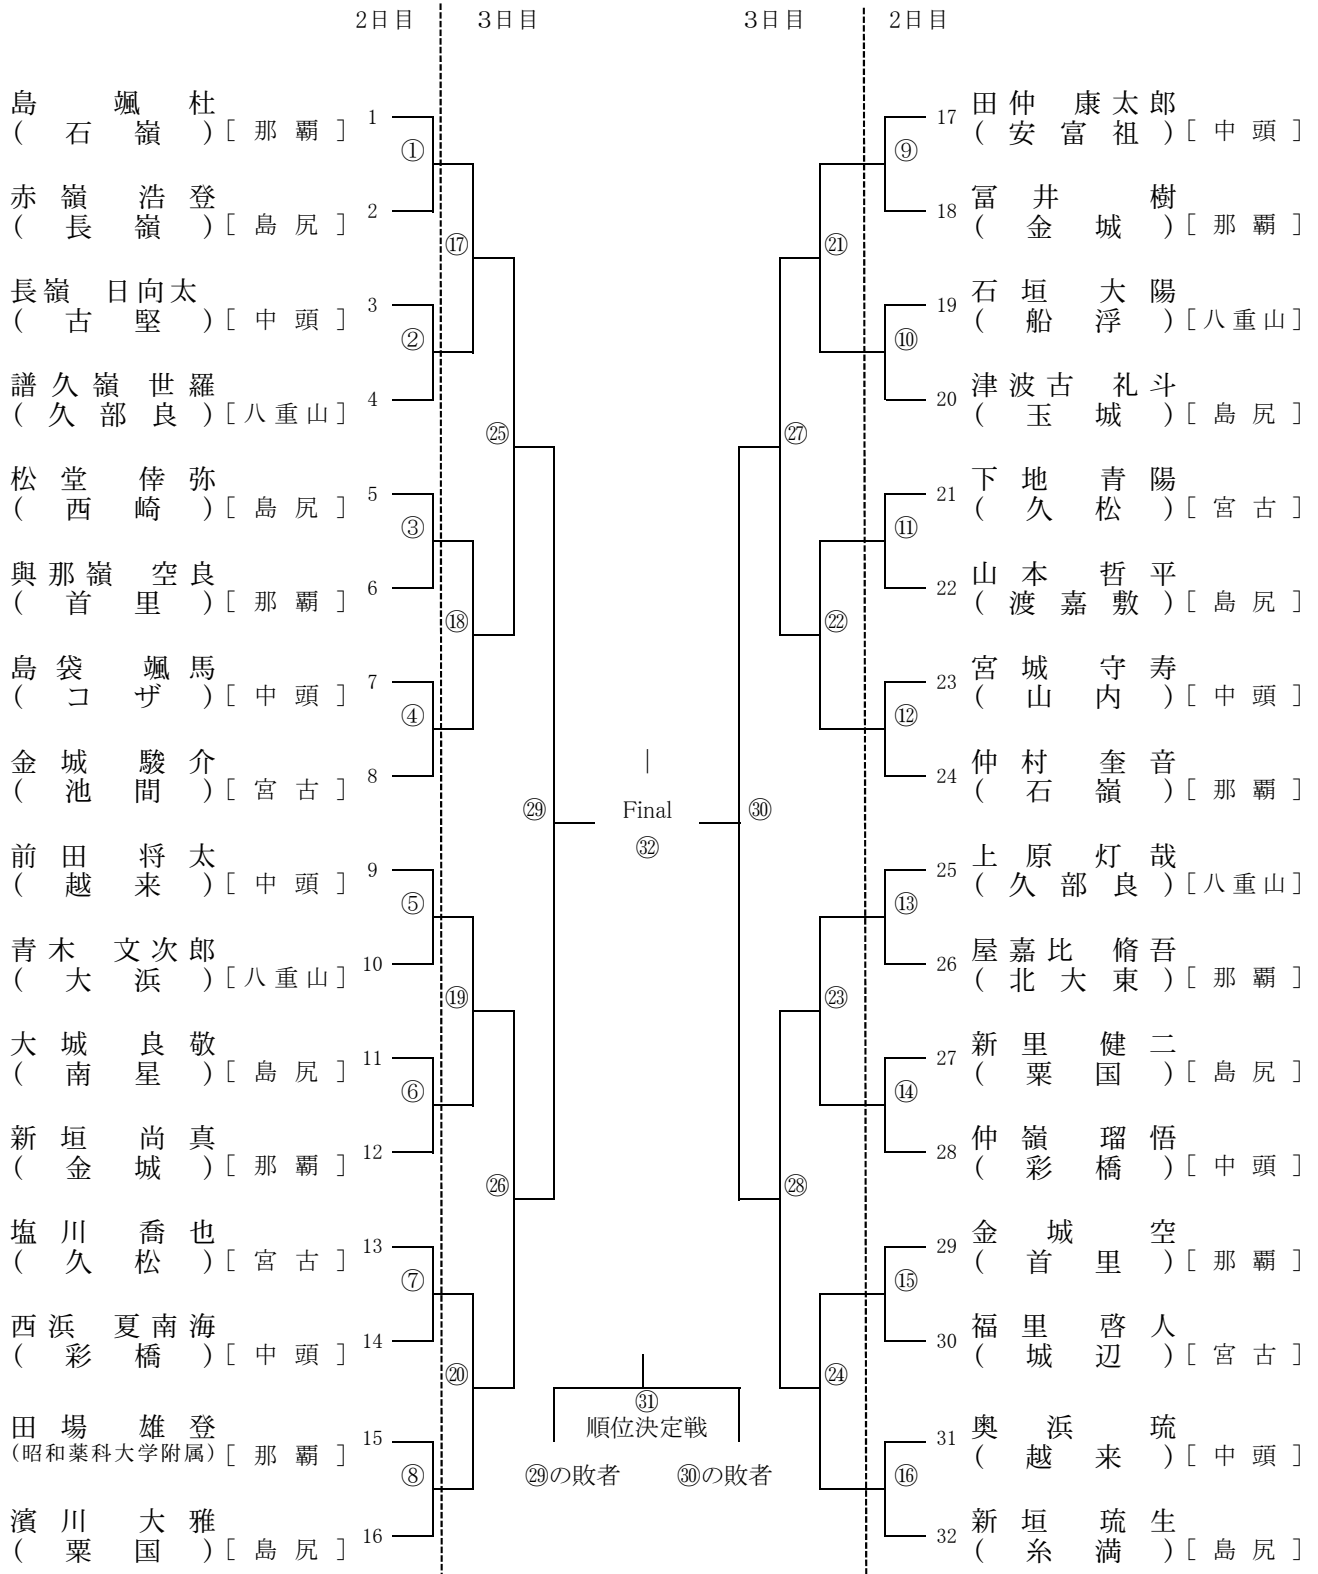 2日目 3日目 3日目 2日目
島 颯杜
(石嶺) [那覇] 1
①
赤嶺 浩登
(長嶺) [島尻] 2
⑰
長嶺 日向太
(古堅) [中頭] 3
②
譜久嶺 世羅
(久部良) [八重山] 4
㉕
松堂 倖弥
(西崎) [島尻] 5
③
與那嶺 空良
(首里) [那覇] 6
⑱
島袋 颯馬
(コザ) [中頭] 7
④
金城 駿介
(池間) [宮古] 8
㉙
前田 将太
(越来) [中頭] 9
⑤
青木 文次郎
(大浜) [八重山] 10
⑲
大城 良敬
(南星) [島尻] 11
⑥
新垣 尚真
(金城) [那覇] 12
㉖
塩川 喬也
(久松) [宮古] 13
⑦
西浜 夏南海
(彩橋) [中頭] 14
⑳
田場 雄登
(昭和薬科大学附属) [那覇] 15
⑧
濱川 大雅
(粟国) [島尻] 16
|
Final
㉜
㉛
順位決定戦
㉙の敗者 ㉚の敗者
17 田仲 康太郎
(安富祖) [中頭]
⑨
18 冨井 樹
(金城) [那覇]
㉑
19 石垣 大陽
(船浮) [八重山]
⑩
20 津波古 礼斗
(玉城) [島尻]
㉗
21 下地 青陽
(久松) [宮古]
⑪
22 山本 哲平
(渡嘉敷) [島尻]
㉒
23 宮城 守寿
(山内) [中頭]
⑫
24 仲村 奎音
(石嶺) [那覇]
㉚
25 上原 灯哉
(久部良) [八重山]
⑬
26 屋嘉比 脩吾
(北大東) [那覇]
㉓
27 新里 健二
(粟国) [島尻]
⑭
28 仲嶺 瑠悟
(彩橋) [中頭]
㉘
29 金城 空
(首里) [那覇]
⑮
30 福里 啓人
(城辺) [宮古]
㉔
31 奥浜 琉
(越来) [中頭]
⑯
32 新垣 琉生
(糸満) [島尻]